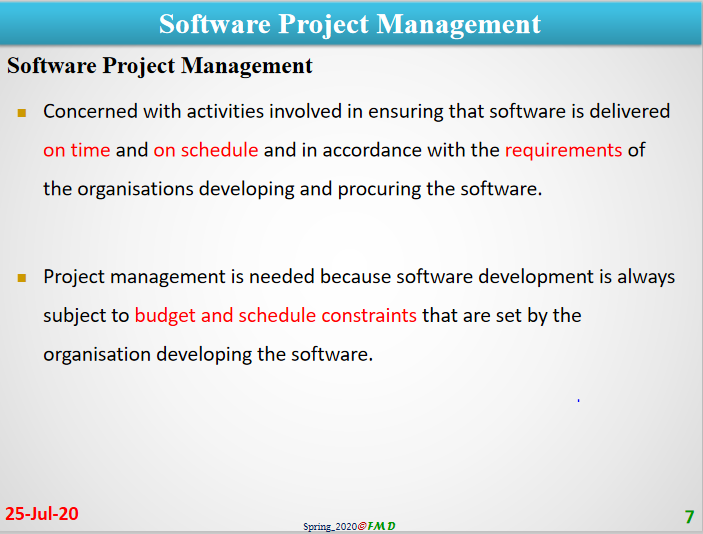 Software Project Management
Software Project Management
Concerned with activities involved in ensuring that software is delivered
on time and on schedule and in accordance with the requirements of
the organisations developing and procuring the software.
Project management is needed because software development is always
subject to budget and schedule constraints that are set by the
organisation developing the software.
25-Jul-20
Spring_2020@FMD
7